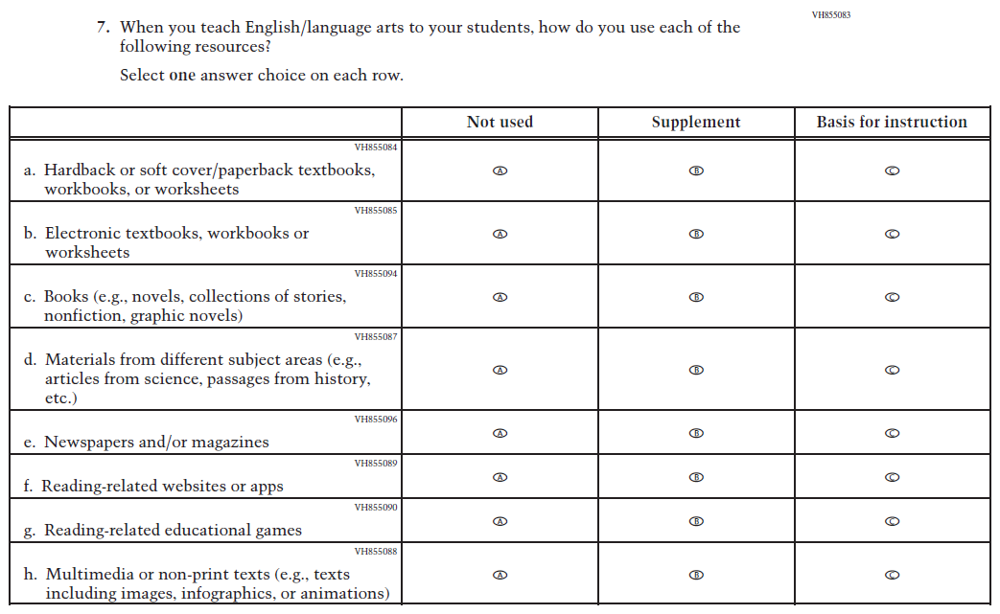 VH855083
7. When you teach English/language arts to your students, how do you use each of the
following resources?
Select one answer choice on each row.
Not used Supplement Basis for instruction
VH855084
a. Hardback or soft cover/paperback textbooks,
workbooks, or worksheets
A B C
VH855085
b. Electronic textbooks, workbooks or
worksheets
A B C
VH855094
c. Books (e.g., novels, collections of stories,
nonfiction, graphic novels)
A B C
VH855087
d. Materials from different subject areas (e.g.,
articles from science, passages from history,
etc.)
A B C
VH855096
e. Newspapers and/or magazines
A B C
VH855089
f. Reading-related websites or apps
A B C
VH855090
g. Reading-related educational games
A B C
VH855088
h. Multimedia or non-print texts (e.g., texts
including images, infographics, or animations)
A B C